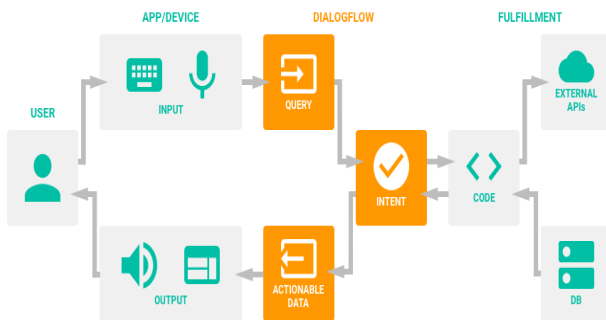 APP/DEVICE
DIALOGFLOW
FULFILLMENT
USER
INPUT
QUERY
EXTERNAL
APIs
INTENT
CODE
OUTPUT
ACTIONABLE
DATA
DB